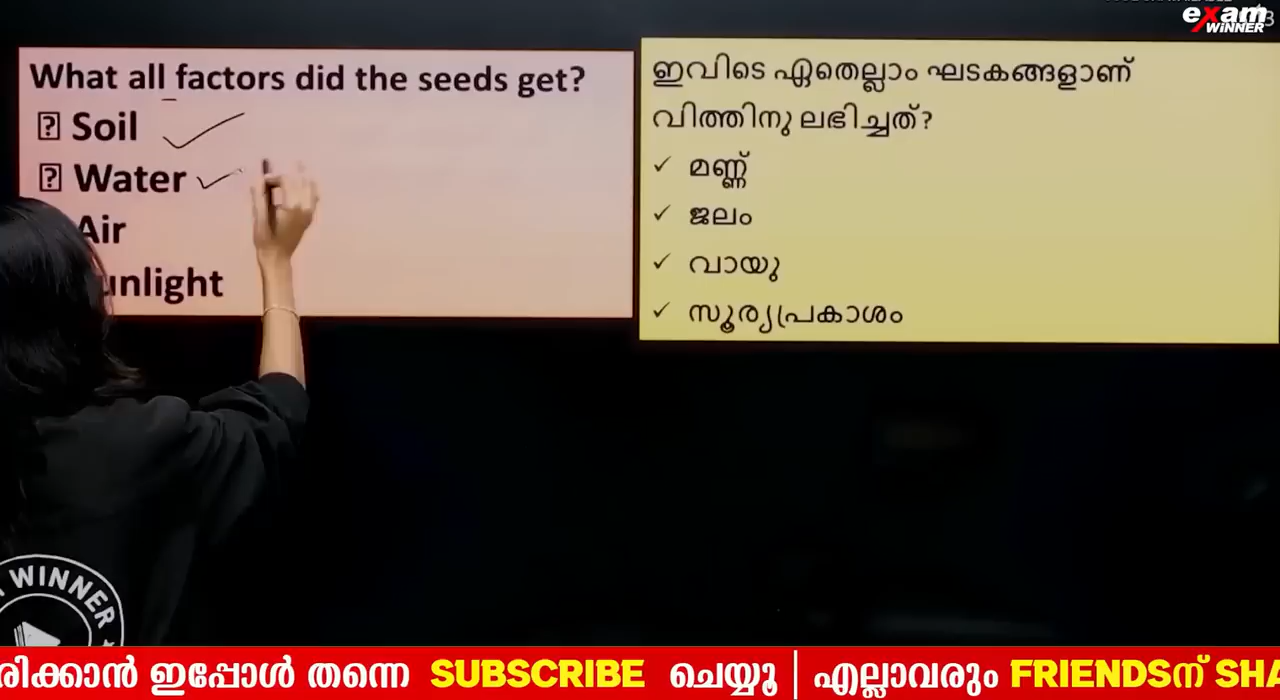 exam
WINNER
What all factors did the seeds get?
Soil
Water
Air
unlight
ഇവിടെ ഏതെല്ലാം ഘടകങ്ങളാണ്
വിത്തിനു ലഭിച്ചത്?
✓ മണ്ണ്
✓ ജലം
✓ വായു
✓ സൂര്യപ്രകാശം
WINNER
രിക്കാൻ ഇപ്പോൾ തന്നെ SUBSCRIBE ചെയ്യൂ | എല്ലാവരും FRIENDSന് SHA